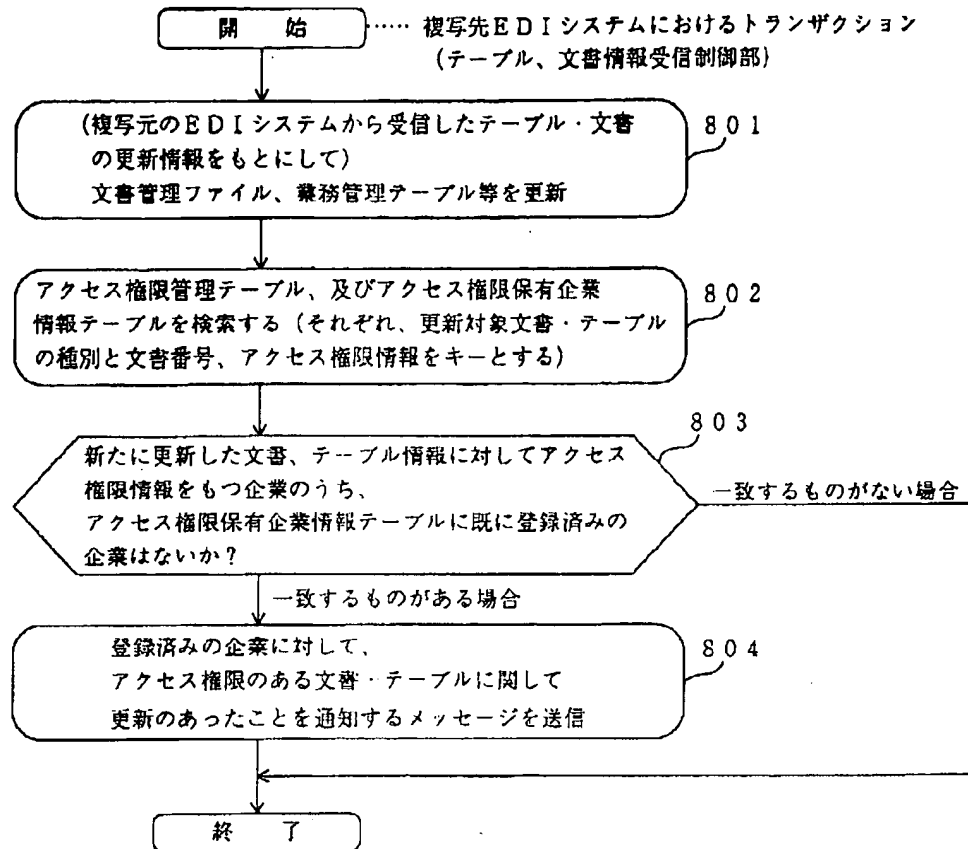 開 始 …… 複写先EDIシステムにおけるトランザクション
(テーブル、文書情報受信制御部)
(複写元のEDIシステムから受信したテーブル・文書
の更新情報をもとにして)
文書管理ファイル、業務管理テーブル等を更新
801
アクセス権限管理テーブル、及びアクセス権限保有企業
情報テーブルを検索する(それぞれ、更新対象文書・テーブル
の種別と文書番号、アクセス権限情報をキーとする)
802
803
新たに更新した文書、テーブル情報に対してアクセス
権限情報をもつ企業のうち、
アクセス権限保有企業情報テーブルに既に登録済みの
企業はないか?
一致するものがない場合
一致するものがある場合
登録済みの企業に対して、
アクセス権限のある文書・テーブルに関して
更新のあったことを通知するメッセージを送信
804
終 了